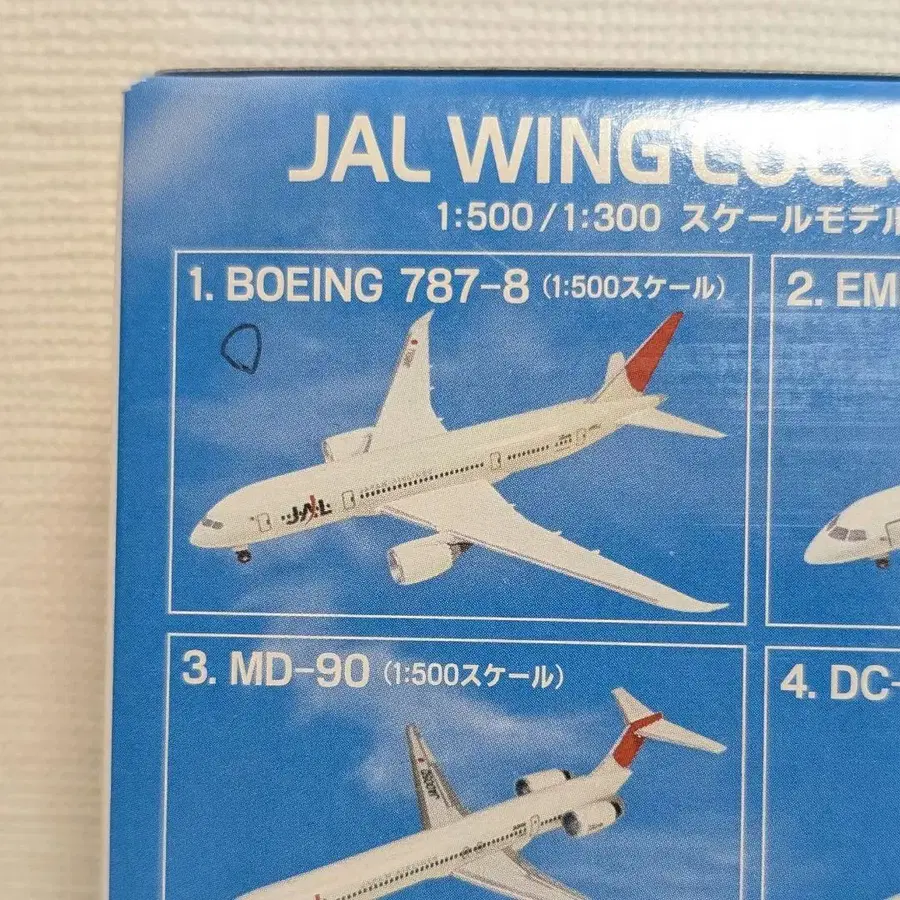 JAL WING COLLE
1:500/1:300 スケールモデル
1. BOEING 787-8 (1:500スケール)
2. EM
JAL
3. MD-90 (1:500スケール)
4. DC-